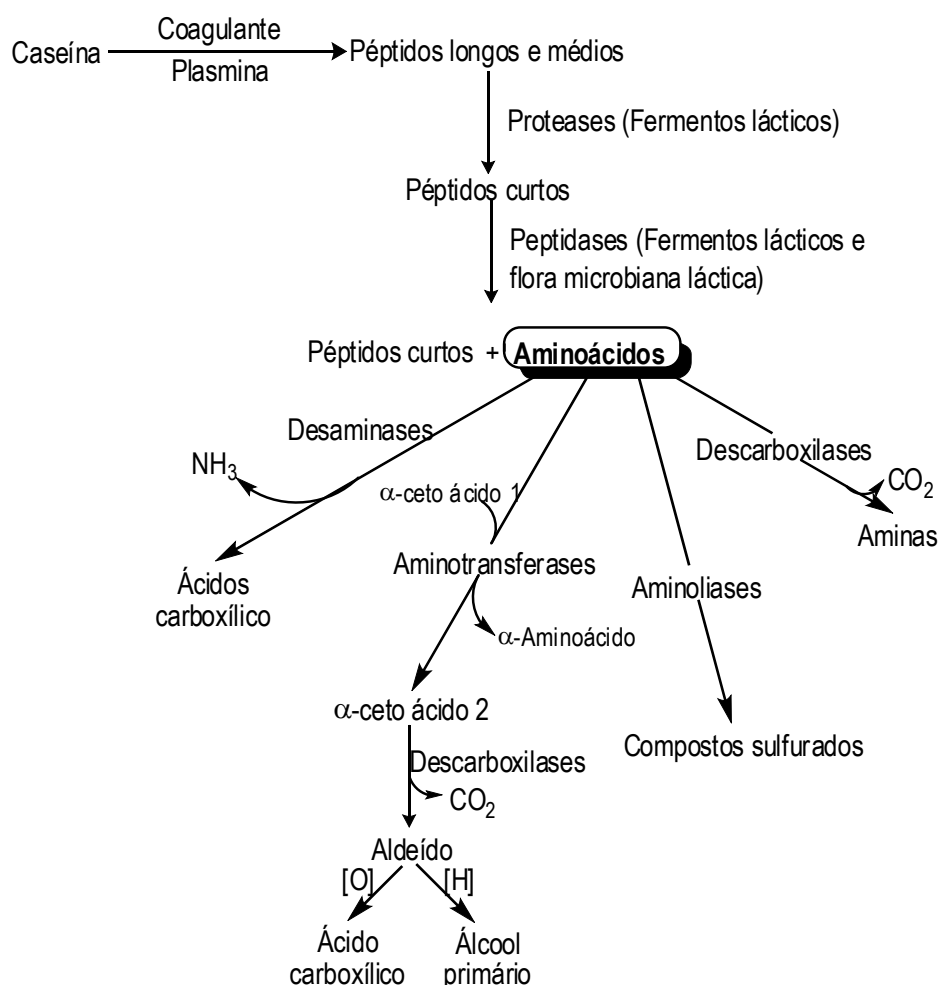 Coagulante
Caseína
Péptidos longos e médios
Plasmina
Proteases (Fermentos lácticos)
Péptidos curtos
Peptidases (Fermentos lácticos e
flora microbiana láctica)
Péptidos curtos + Aminoácidos
Desaminases
Descarboxilases
NH3
α-ceto ácido 1
CO2
Aminas
Aminotransferases
Ácidos
carboxílico
Aminoliases
α-Aminoácido
α-ceto ácido 2
Compostos sulfurados
Descarboxilases
CO2
Aldeído
[O]
[H]
Ácido
carboxílico
Álcool
primário